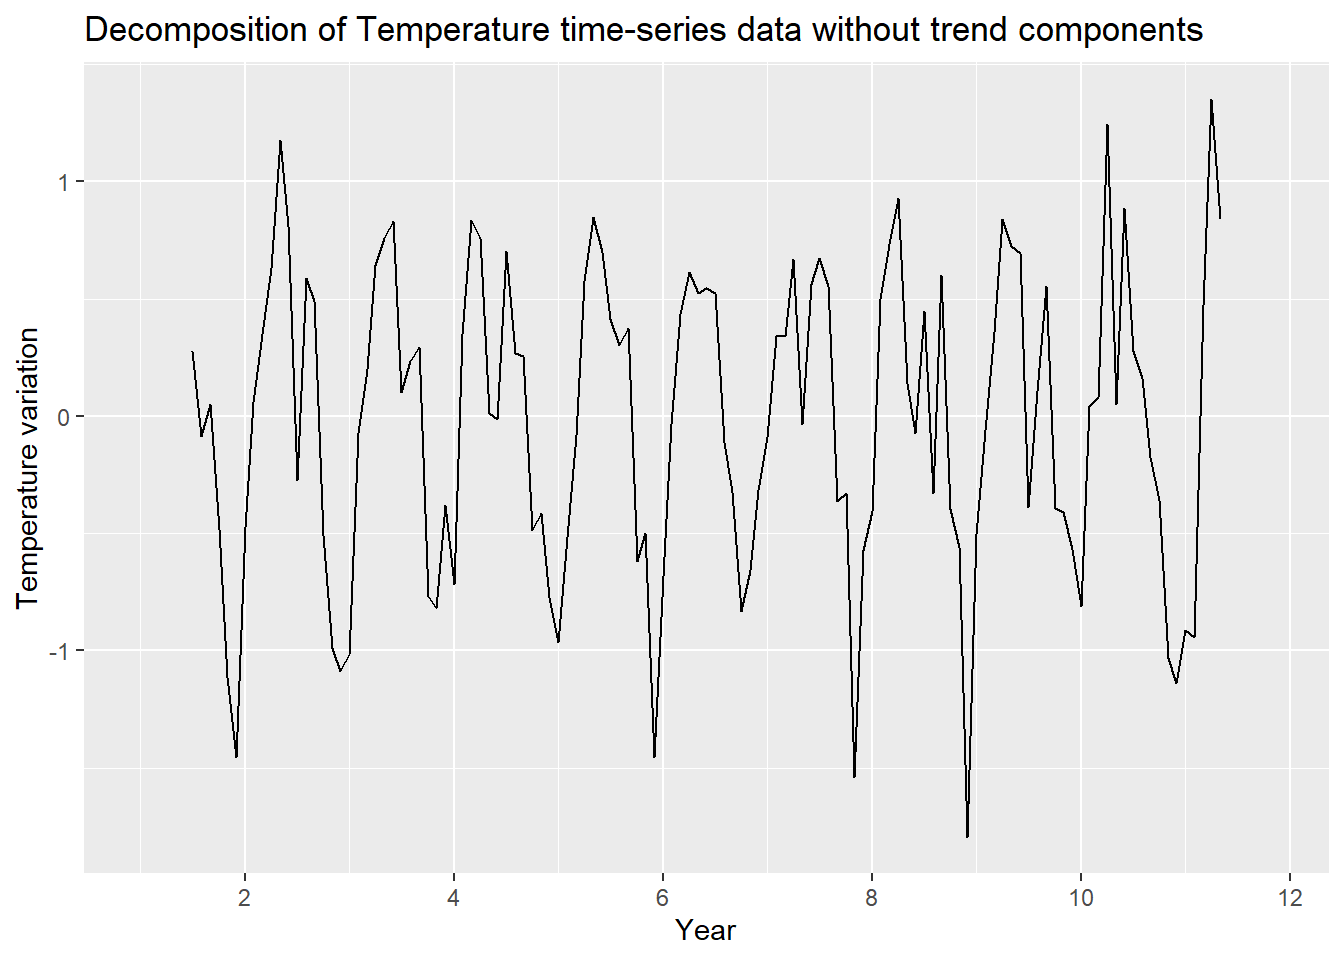 Decomposition of Temperature time-series data without trend components
Temperature variation
1
0
-1
2 4 6 8 10 12
Year